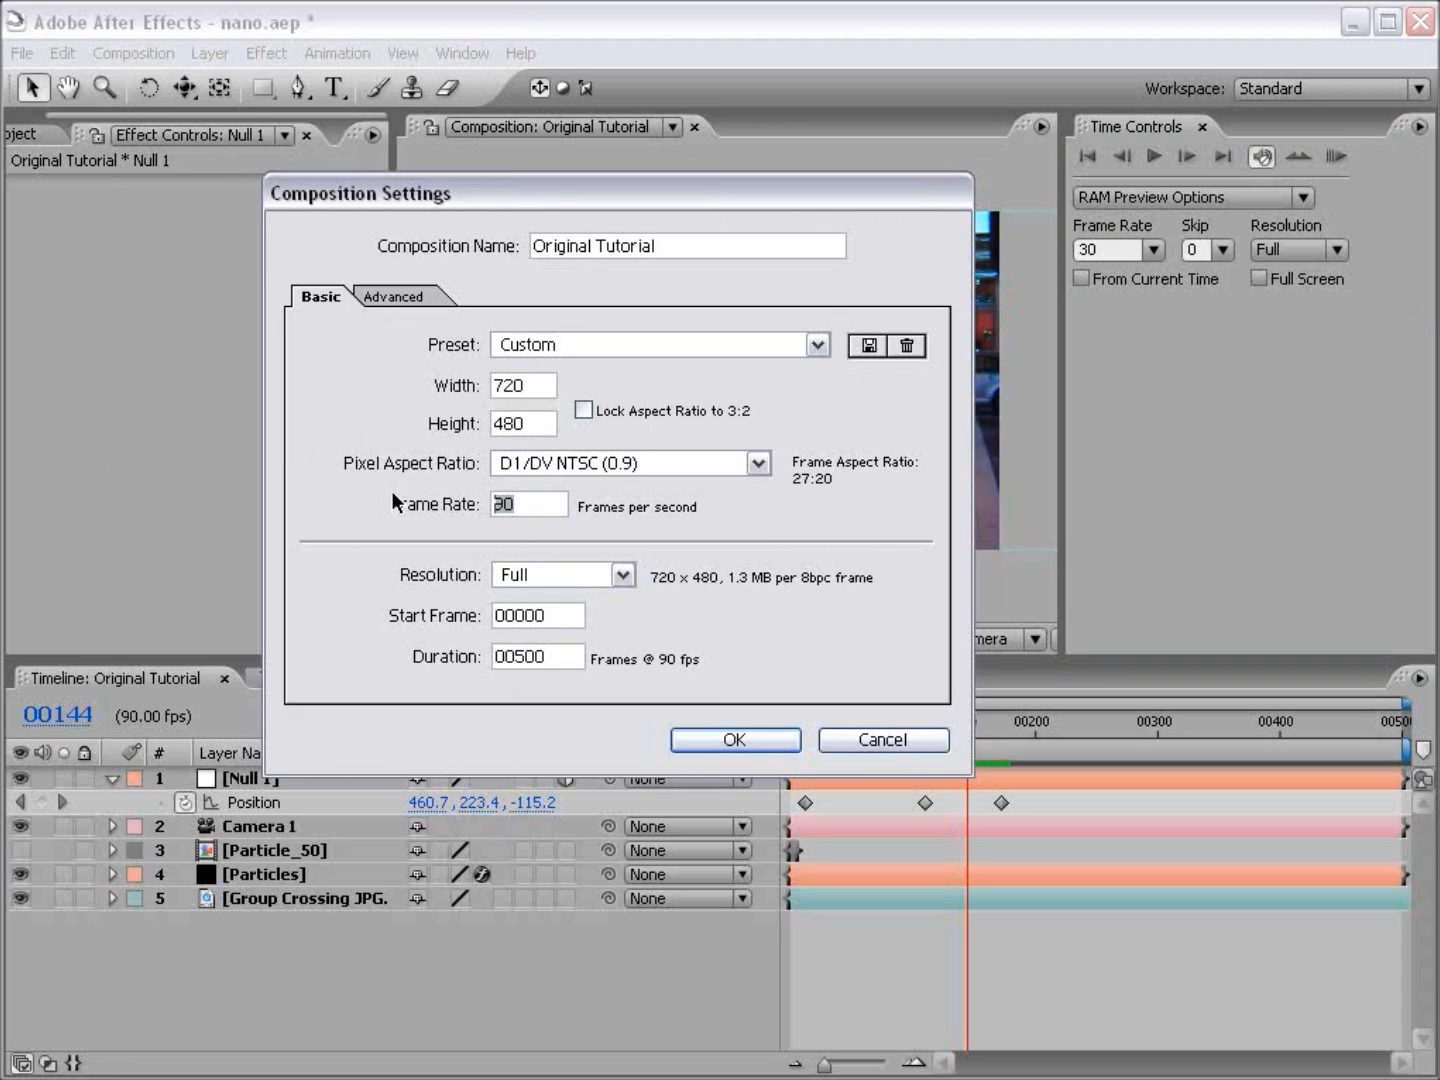 Adobe After Effects - nano.aep *
File Edit Composition Layer Effect Animation View Window Help
Workspace: Standard
oject Effect Controls: Null 1 Composition: Original Tutorial Time Controls
Original Tutorial * Null 1
RAM Preview Options
Frame Rate Skip Resolution
30 0 Full
From Current Time Full Screen
Composition Settings
Composition Name: Original Tutorial
Basic Advanced
Preset: Custom
Width: 720
Lock Aspect Ratio to 3:2
Height: 480
Pixel Aspect Ratio: D1/DV NTSC (0.9) Frame Aspect Ratio:
27:20
rame Rate: Frames per second
Resolution: Full 720 x 480, 1.3 MB per 8bpc frame
Start Frame: 00000
Duration: 00500 Frames @ 90 fps
OK Cancel
mera
Timeline: Original Tutorial
00144 (90.00 fps)
00200 00300 00400 0050
# Layer Na
1 [Null 1] None
Position 460.7, 223.4, -115.2
2 Camera 1 None
3 [Particle_50] None
4 [Particles] None
5 [Group Crossing JPG. None